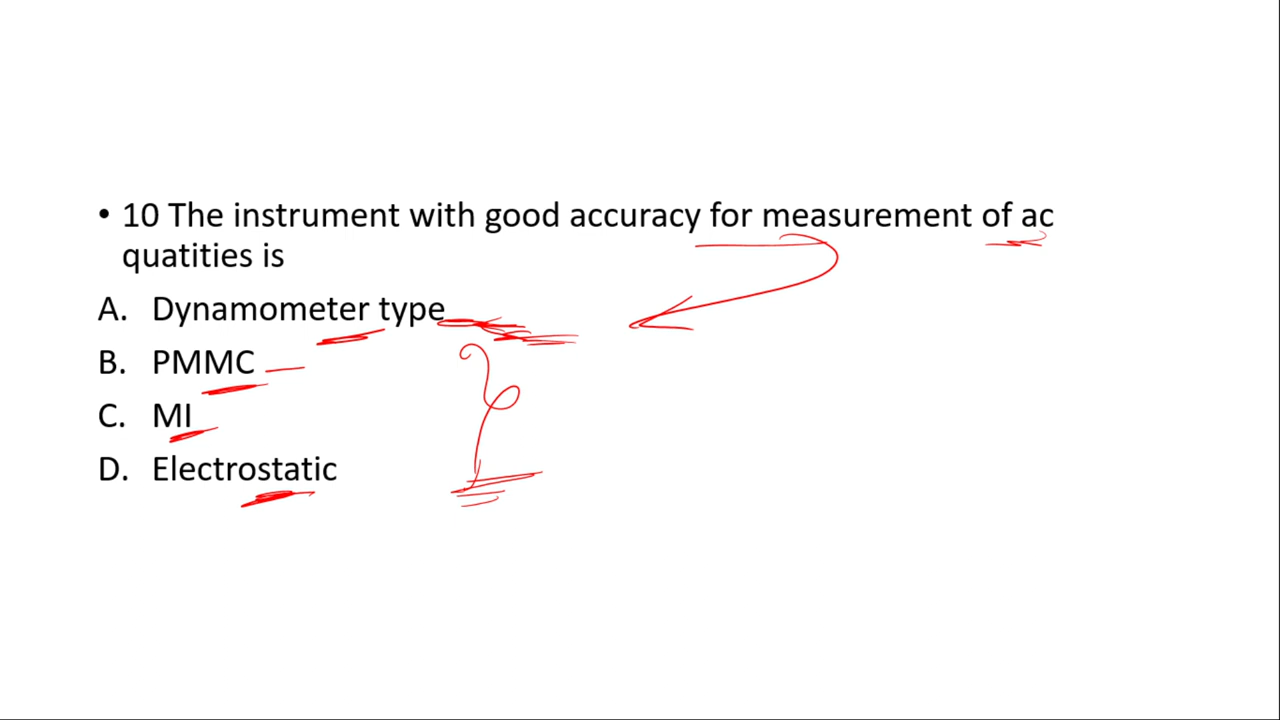 • 10 The instrument with good accuracy for measurement of ac
quatities is
A. Dynamometer type
B. PMMC
C. MI
D. Electrostatic